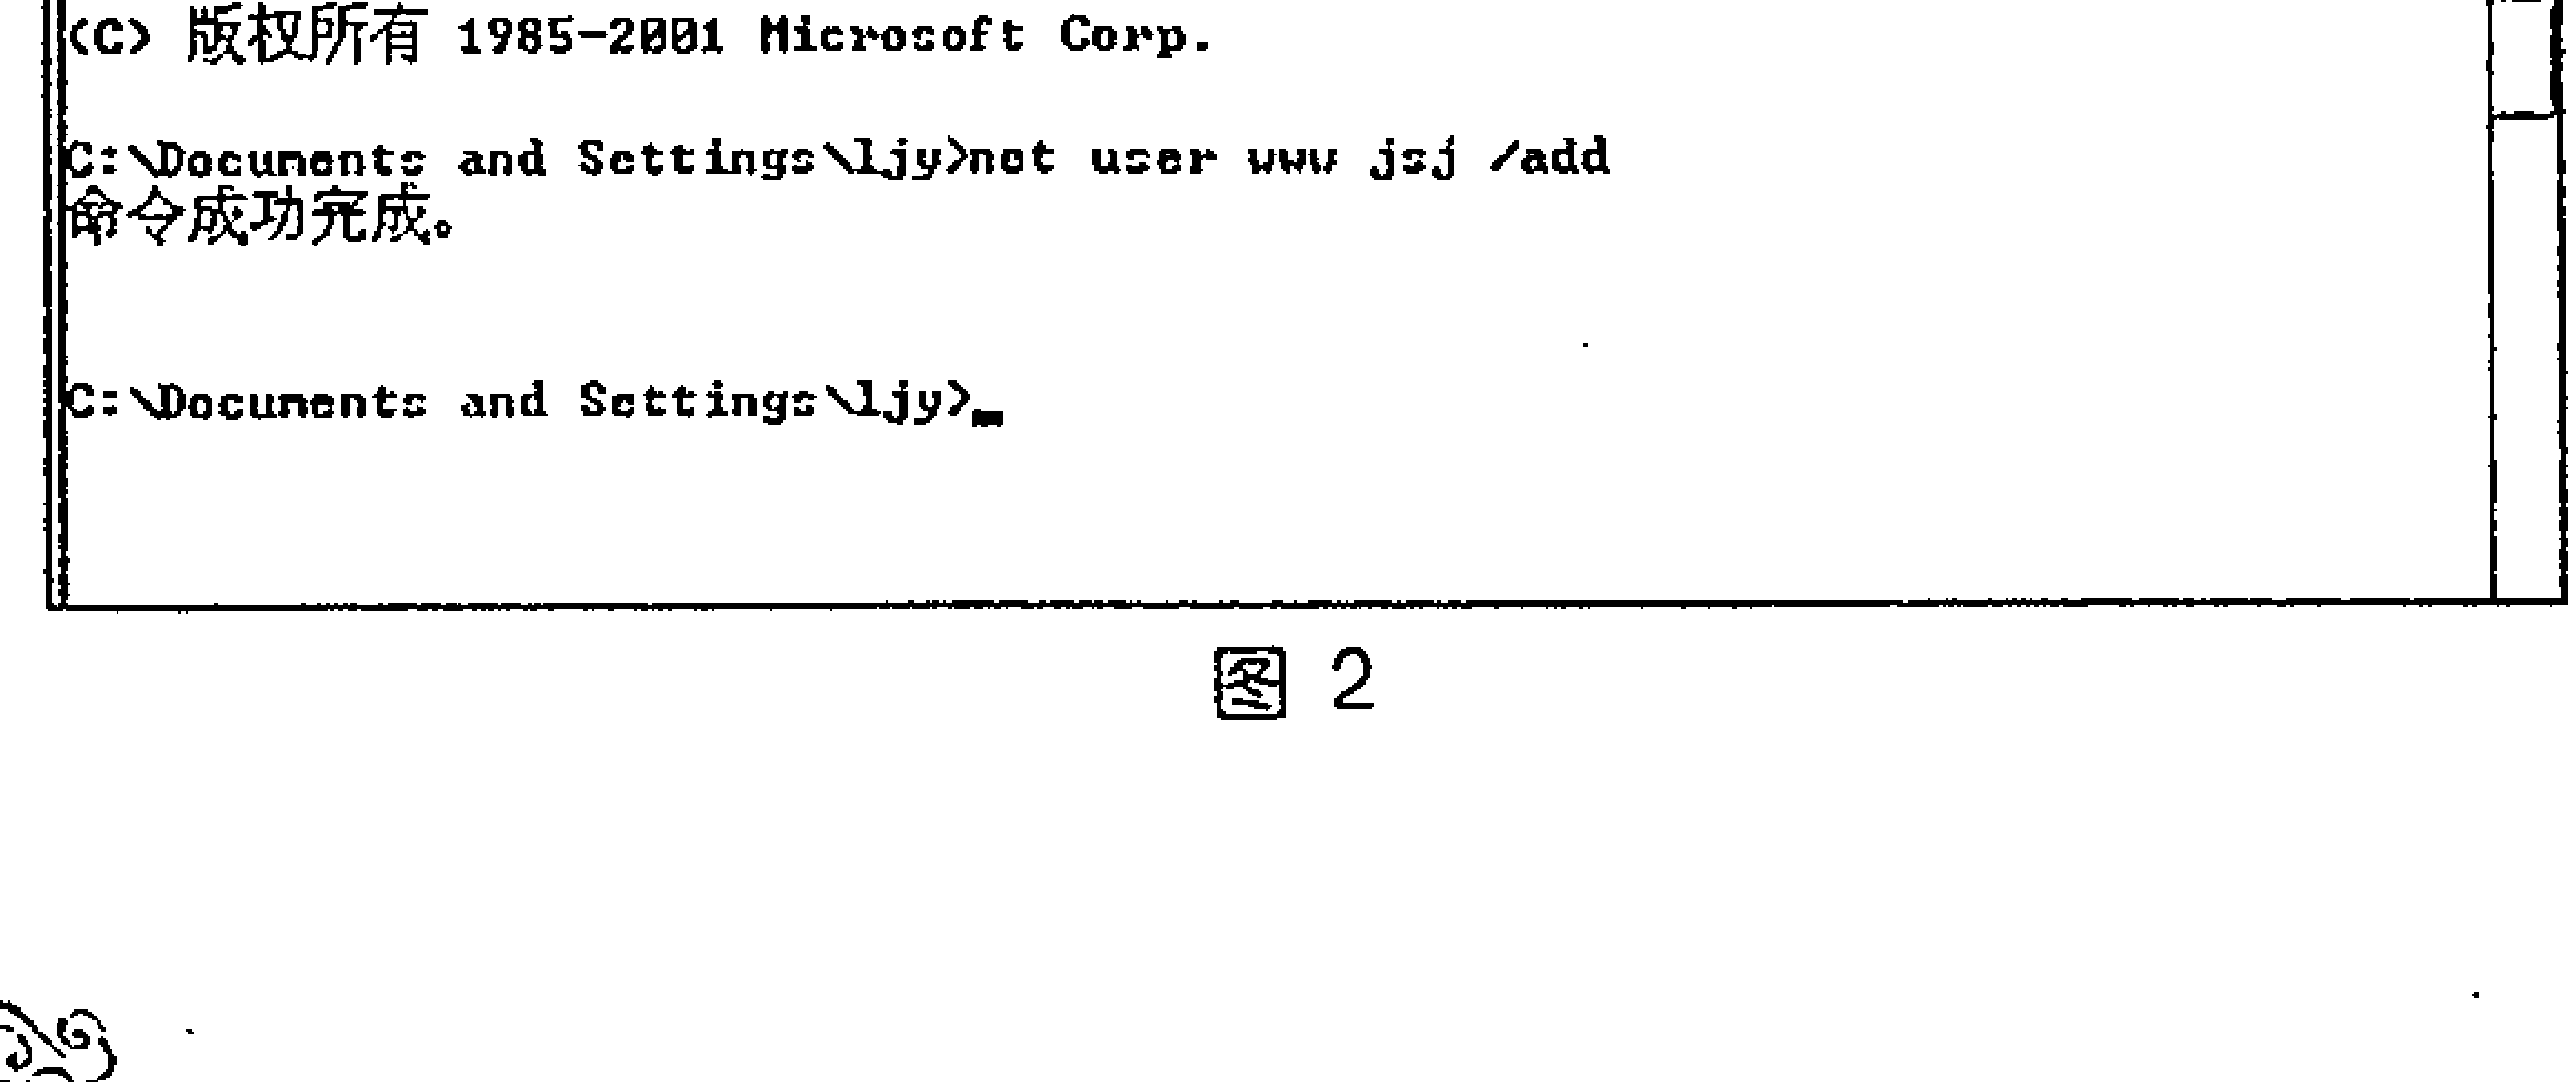 (C) 版权所有 1985-2001 Microsoft Corp.
C:\Documents and Settings\ljy>net user www jsj /add
命令成功完成。
C:\Documents and Settings\ljy>_
图 2